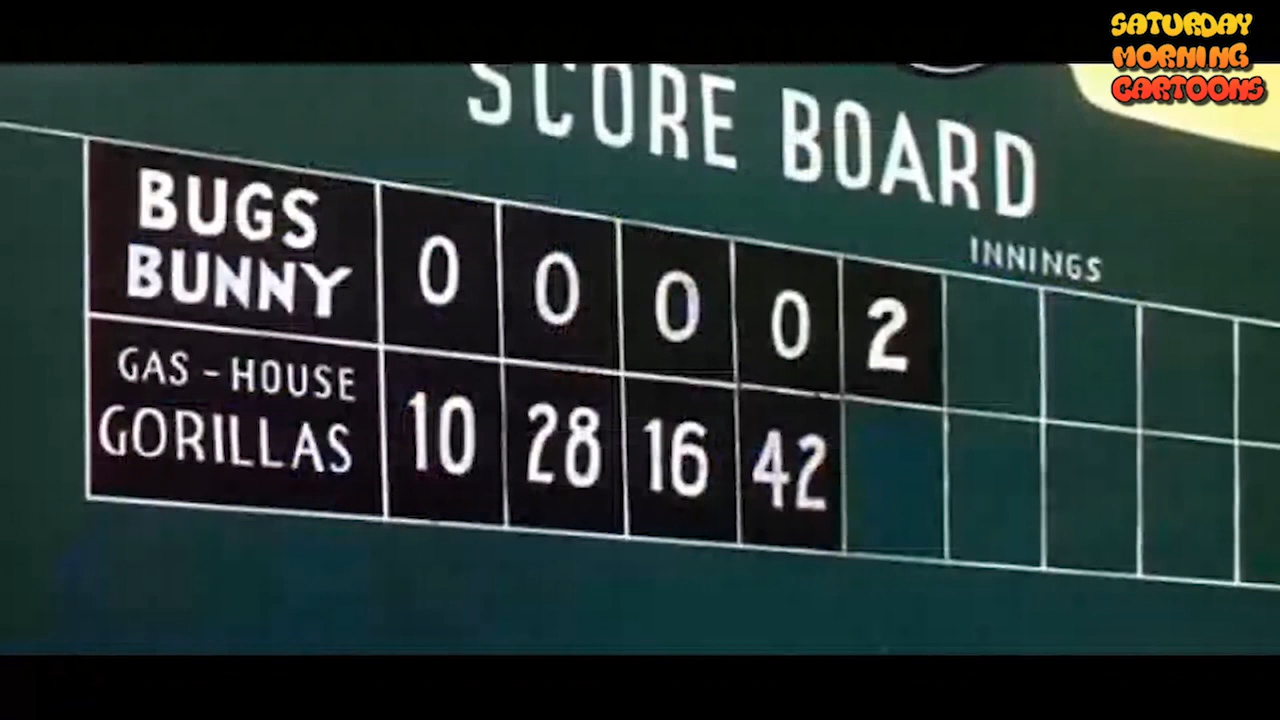 SATURDAY
MORNING
CARTOONS
SCORE BOARD
INNINGS
BUGS
BUNNY
0 0 0 0 2
GAS-HOUSE
GORILLAS
10 28 16 42